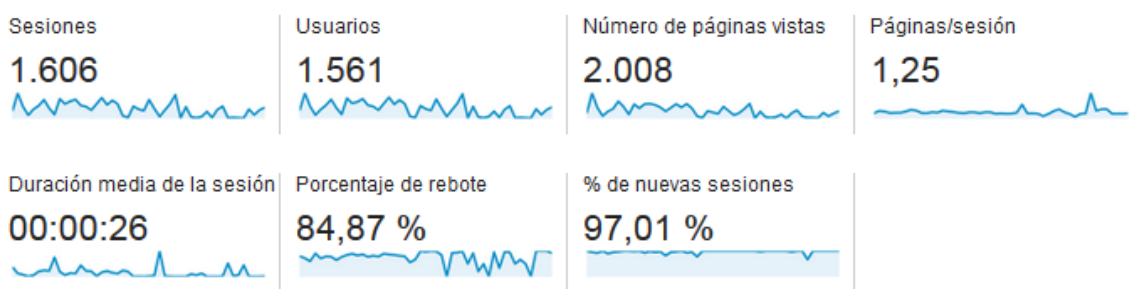 Sesiones
1.606
Usuarios
1.561
Número de páginas vistas
2.008
Páginas/sesión
1,25
Duración media de la sesión
00:00:26
Porcentaje de rebote
84,87 %
% de nuevas sesiones
97,01 %